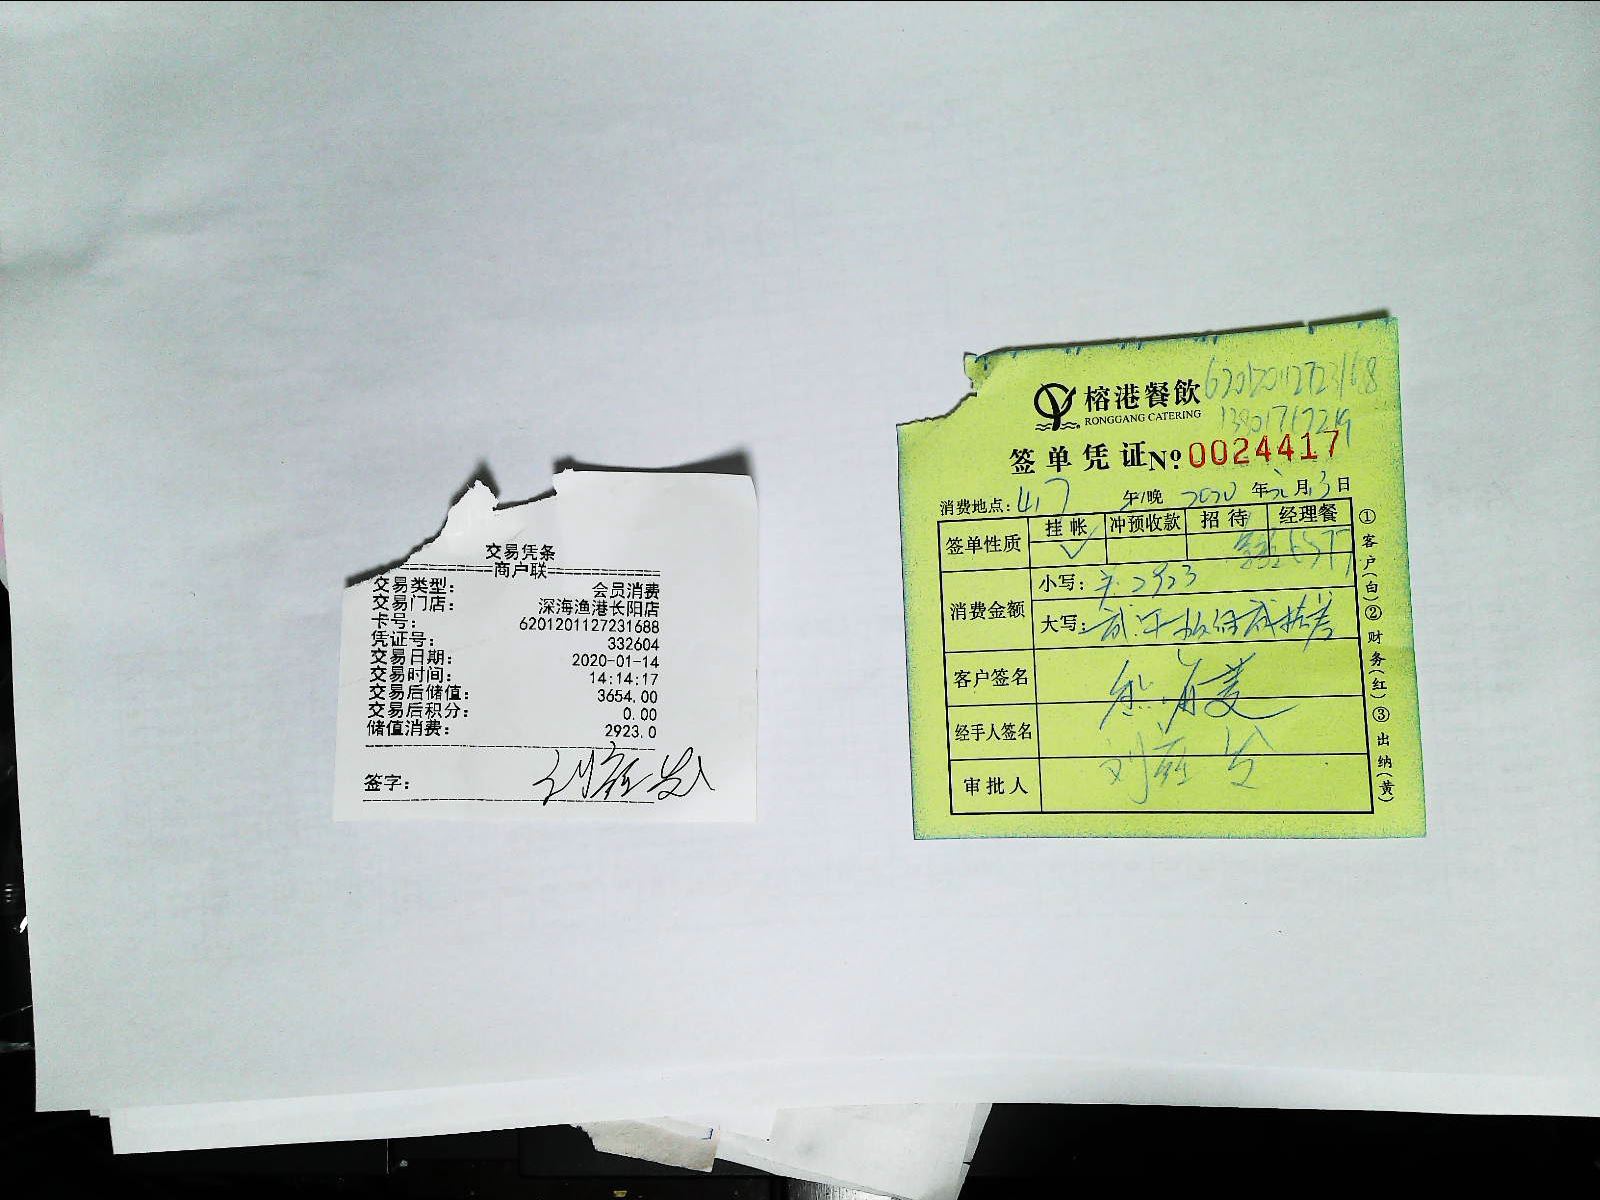 交易凭条
商户联
交易类型： 会员消费
交易门店： 深海渔港长阳店
卡号： 6201201127231688
凭证号： 332604
交易日期： 2020-01-14
交易时间： 14:14:17
交易后储值： 3654.00
交易后积分： 0.00
储值消费： 2923.0
签字：
榕港餐飲
RONGGANG CATERING
签单凭证 №：0024417
消费地点：417 午/晚 2020年 月13日
签单性质 挂帐 冲预收款 招待 经理餐
✓
消费金额 小写：2923
大写：
客户签名
经手人签名
审批人
①客户(白)②财务(红)③出纳(黄)